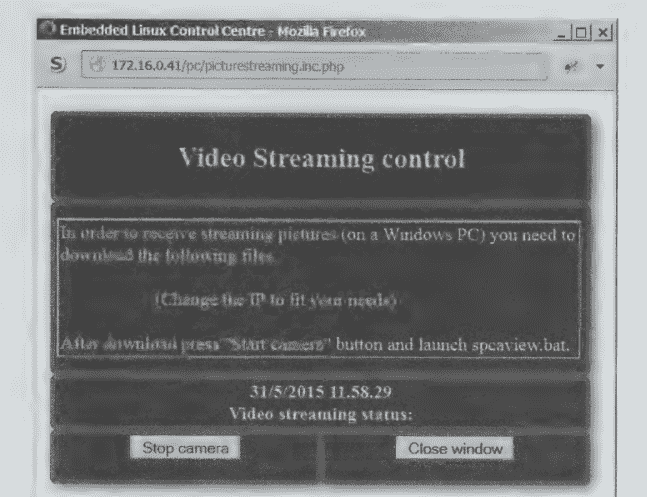 Embedded Linux Control Centre - Mozilla Firefox
172.16.0.41/pc/picturestreaming.inc.php
Video Streaming control
In order to receive streaming pictures (on a Windows PC) you need to
download the following files
(Change the IP to fit your needs)
After download press "Start camera" button and launch spcaview.bat.
31/5/2015 11.58.29
Video streaming status:
Stop camera
Close window